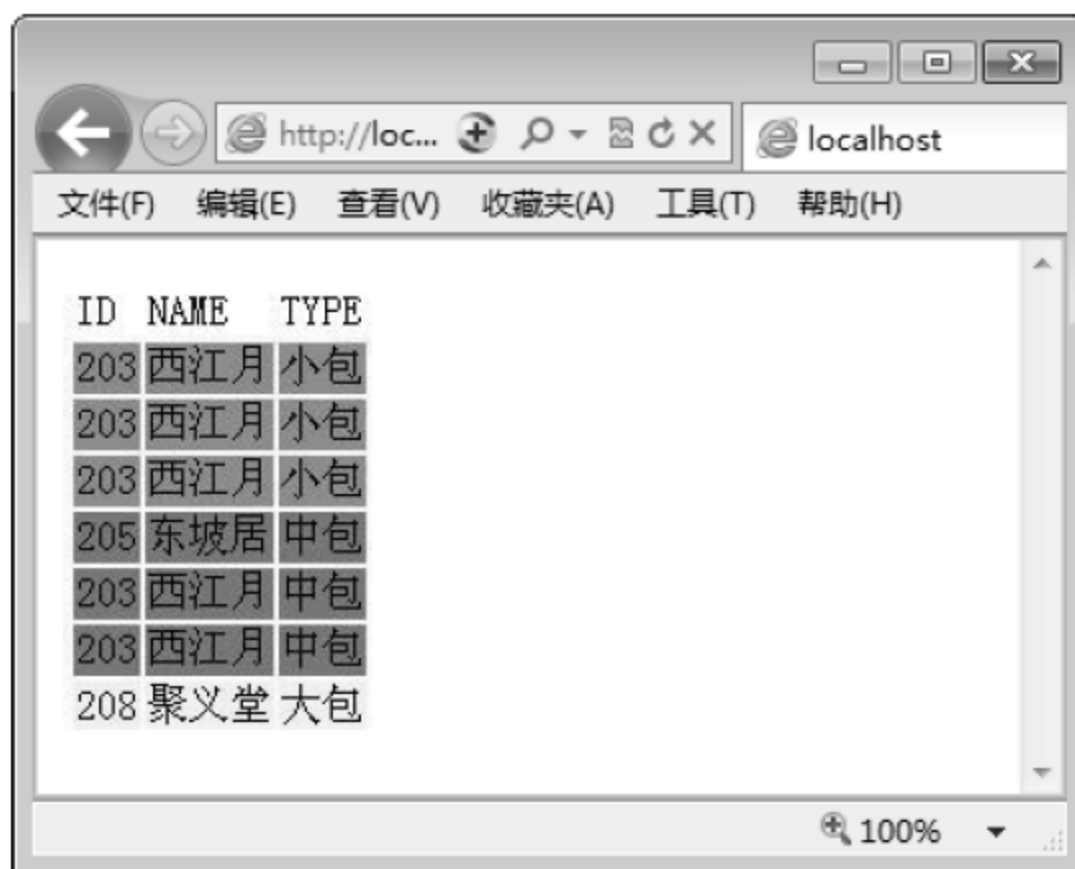 http://loc... localhost
文件(F) 编辑(E) 查看(V) 收藏夹(A) 工具(T) 帮助(H)
ID NAME TYPE
203 西江月 小包
203 西江月 小包
203 西江月 小包
205 东坡居 中包
203 西江月 中包
203 西江月 中包
208 聚义堂 大包
100%